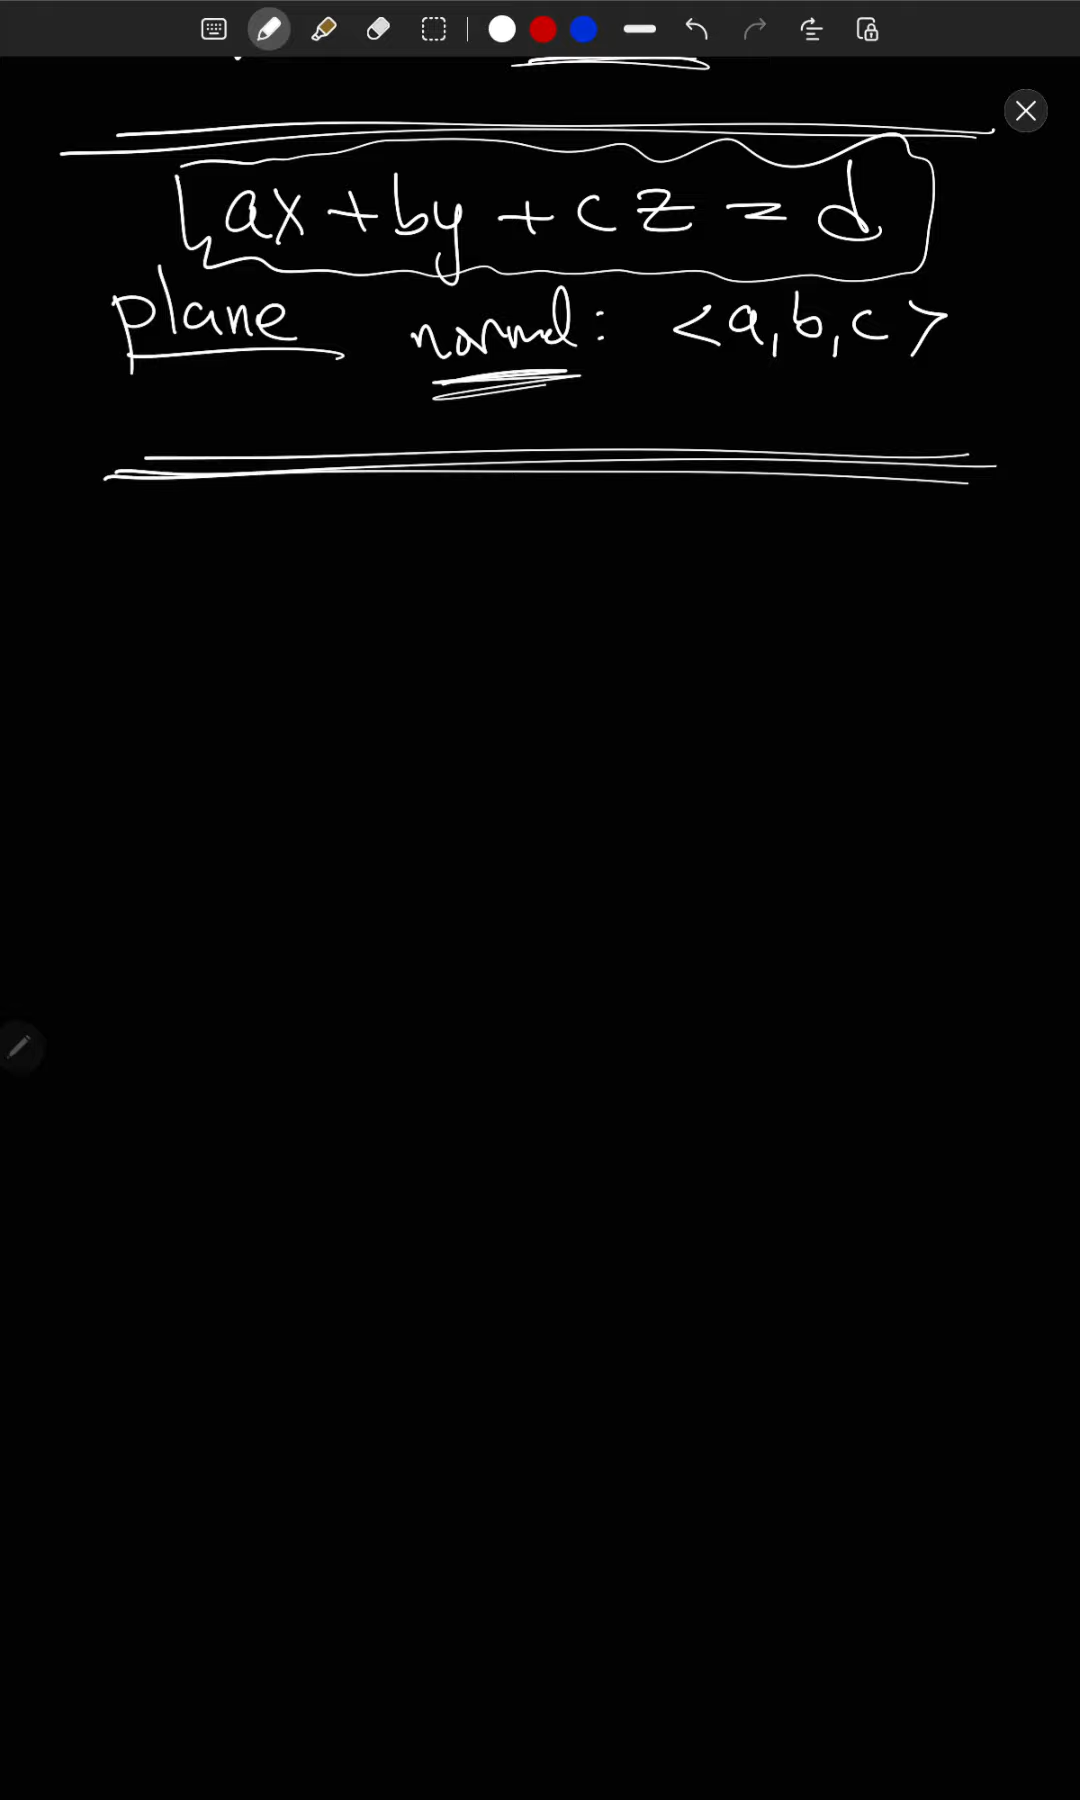 ax + by + cz = d
plane normal: <a, b, c>